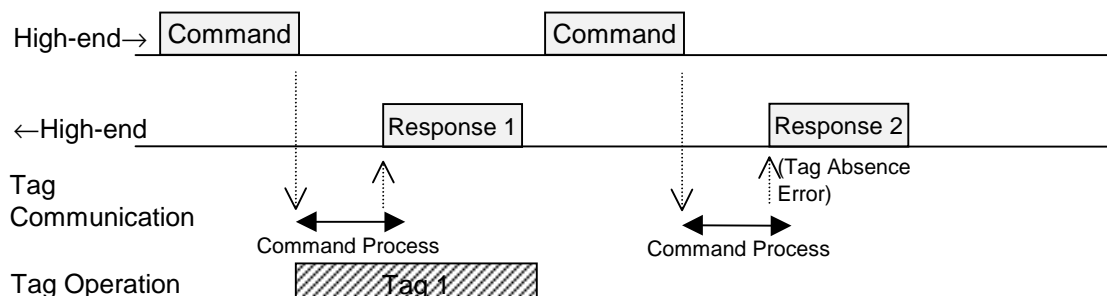 High-end→ Command Command
←High-end Response 1 Response 2
(Tag Absence
Error)
Tag
Communication
Command Process Command Process
Tag Operation Tag 1